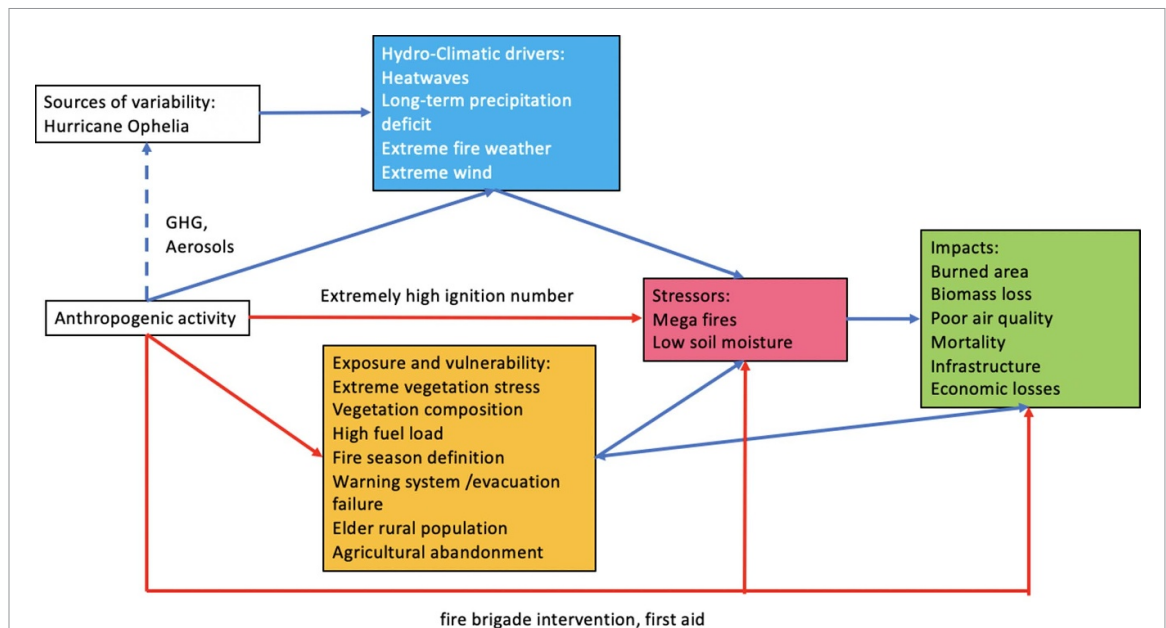 Sources of variability:
Hurricane Ophelia
Hydro-Climatic drivers:
Heatwaves
Long-term precipitation
deficit
Extreme fire weather
Extreme wind
GHG,
Aerosols
Anthropogenic activity
Extremely high ignition number
Stressors:
Mega fires
Low soil moisture
Impacts:
Burned area
Biomass loss
Poor air quality
Mortality
Infrastructure
Economic losses
Exposure and vulnerability:
Extreme vegetation stress
Vegetation composition
High fuel load
Fire season definition
Warning system /evacuation
failure
Elder rural population
Agricultural abandonment
fire brigade intervention, first aid